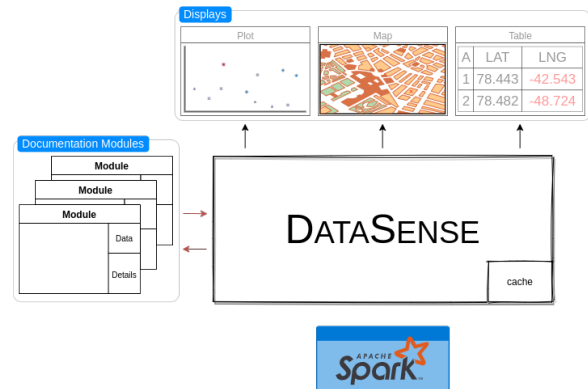 Displays
Plot
Map
Table
A LAT LNG
1 78.443 -42.543
2 78.482 -48.724
Documentation Modules
Module
Module
Module
Data
Details
DATASENSE
cache
APACHE
Spark